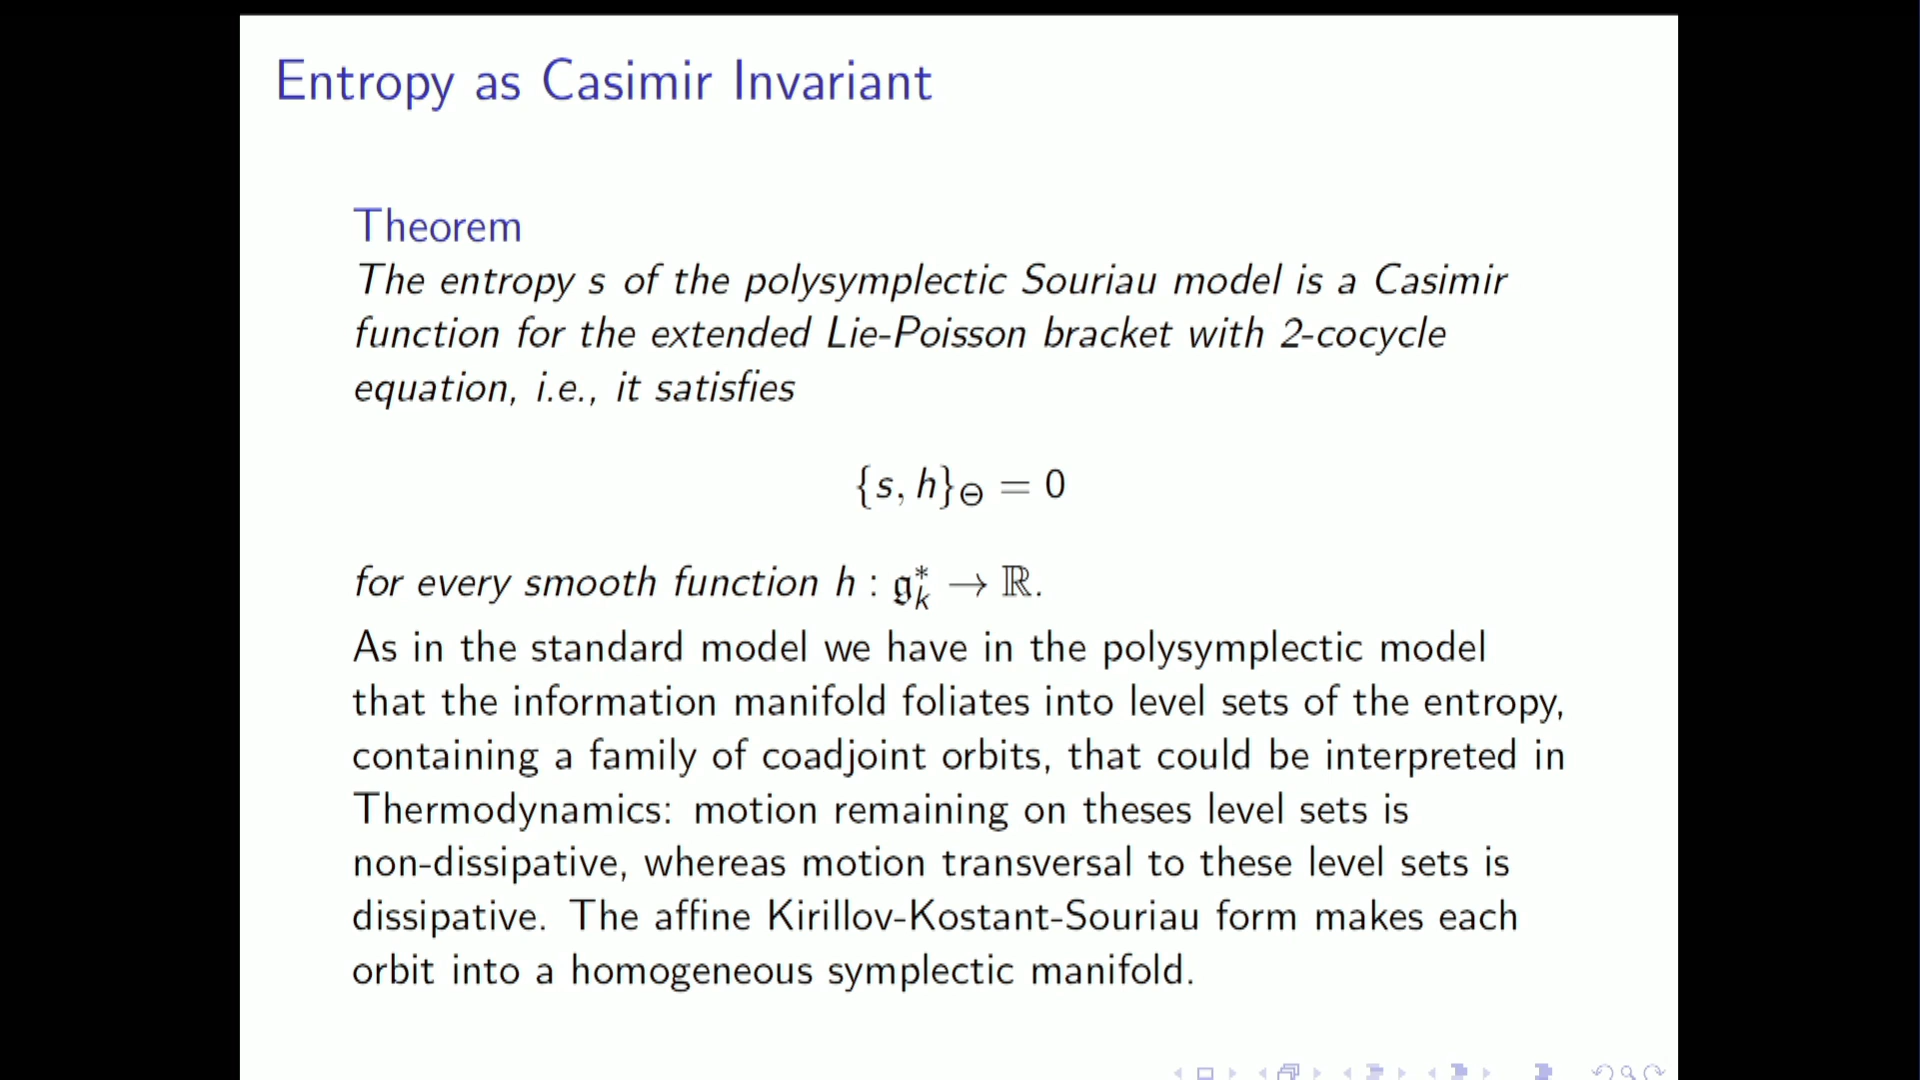 Entropy as Casimir Invariant
Theorem
The entropy s of the polysymplectic Souriau model is a Casimir
function for the extended Lie-Poisson bracket with 2-cocycle
equation, i.e., it satisfies
{s, h}_Θ = 0
for every smooth function h : 𝔤*_k → ℝ.
As in the standard model we have in the polysymplectic model
that the information manifold foliates into level sets of the entropy,
containing a family of coadjoint orbits, that could be interpreted in
Thermodynamics: motion remaining on theses level sets is
non-dissipative, whereas motion transversal to these level sets is
dissipative. The affine Kirillov-Kostant-Souriau form makes each
orbit into a homogeneous symplectic manifold.